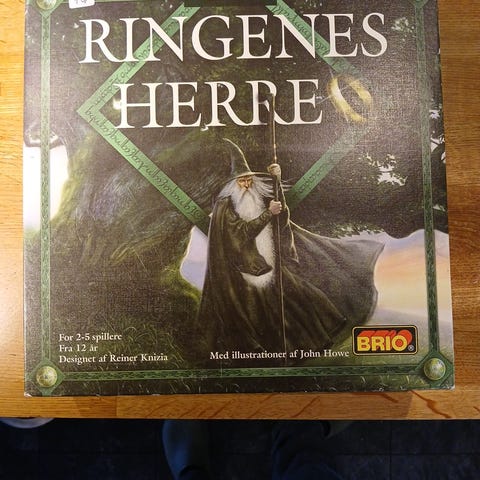 RINGENES
HERRE
For 2-5 spillere
Fra 12 år
Designet af Reiner Knizia
Med illustrationer af John Howe
BRIO®